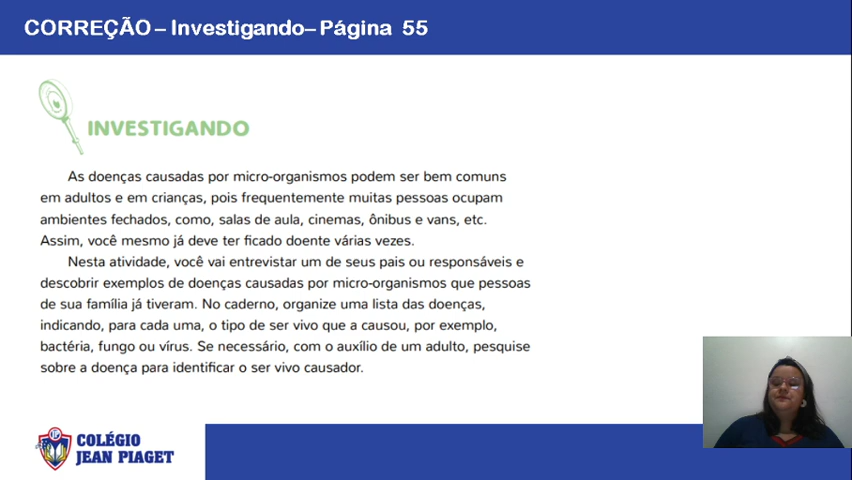 CORREÇÃO – Investigando– Página 55
INVESTIGANDO
As doenças causadas por micro-organismos podem ser bem comuns
em adultos e em crianças, pois frequentemente muitas pessoas ocupam
ambientes fechados, como, salas de aula, cinemas, ônibus e vans, etc.
Assim, você mesmo já deve ter ficado doente várias vezes.
Nesta atividade, você vai entrevistar um de seus pais ou responsáveis e
descobrir exemplos de doenças causadas por micro-organismos que pessoas
de sua família já tiveram. No caderno, organize uma lista das doenças,
indicando, para cada uma, o tipo de ser vivo que a causou, por exemplo,
bactéria, fungo ou vírus. Se necessário, com o auxílio de um adulto, pesquise
sobre a doença para identificar o ser vivo causador.
COLÉGIO
JEAN PIAGET